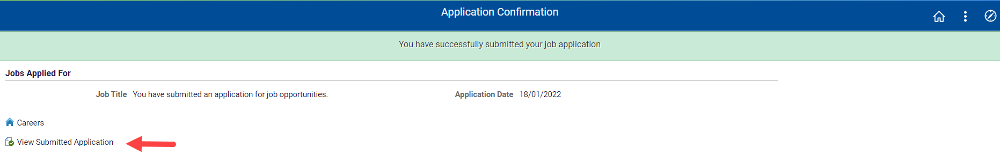 Application Confirmation
You have successfully submitted your job application
Jobs Applied For
Job Title You have submitted an application for job opportunities. Application Date 18/01/2022
Careers
View Submitted Application